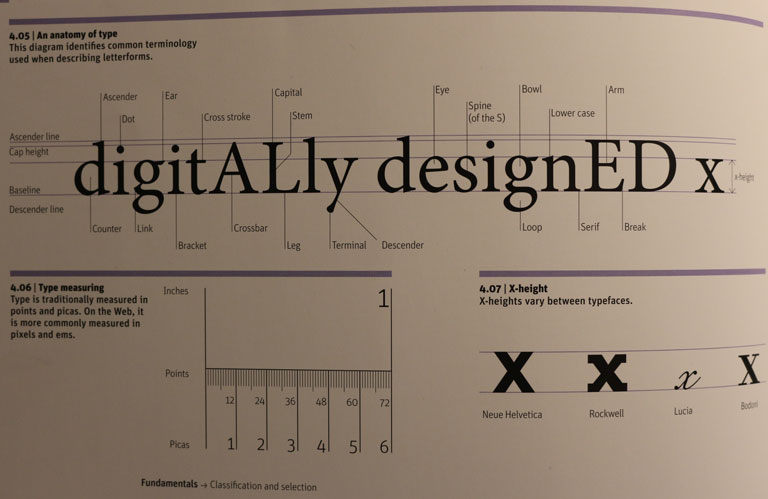 4.05 | An anatomy of type
This diagram identifies common terminology
used when describing letterforms.
Ascender
Ear
Capital
Eye
Bowl
Arm
Dot
Cross stroke
Stem
Spine
(of the S)
Lower case
Ascender line
Cap height
Baseline
Descender line
digitALly designED x
x-height
Counter
Link
Bracket
Crossbar
Leg
Terminal
Descender
Loop
Serif
Break
4.06 | Type measuring
Type is traditionally measured in
points and picas. On the Web, it
is more commonly measured in
pixels and ems.
Inches
1
Points
12 24 36 48 60 72
Picas
1 2 3 4 5 6
4.07 | X-height
X-heights vary between typefaces.
x x x x
Neue Helvetica
Rockwell
Lucia
Bodoni
Fundamentals → Classification and selection